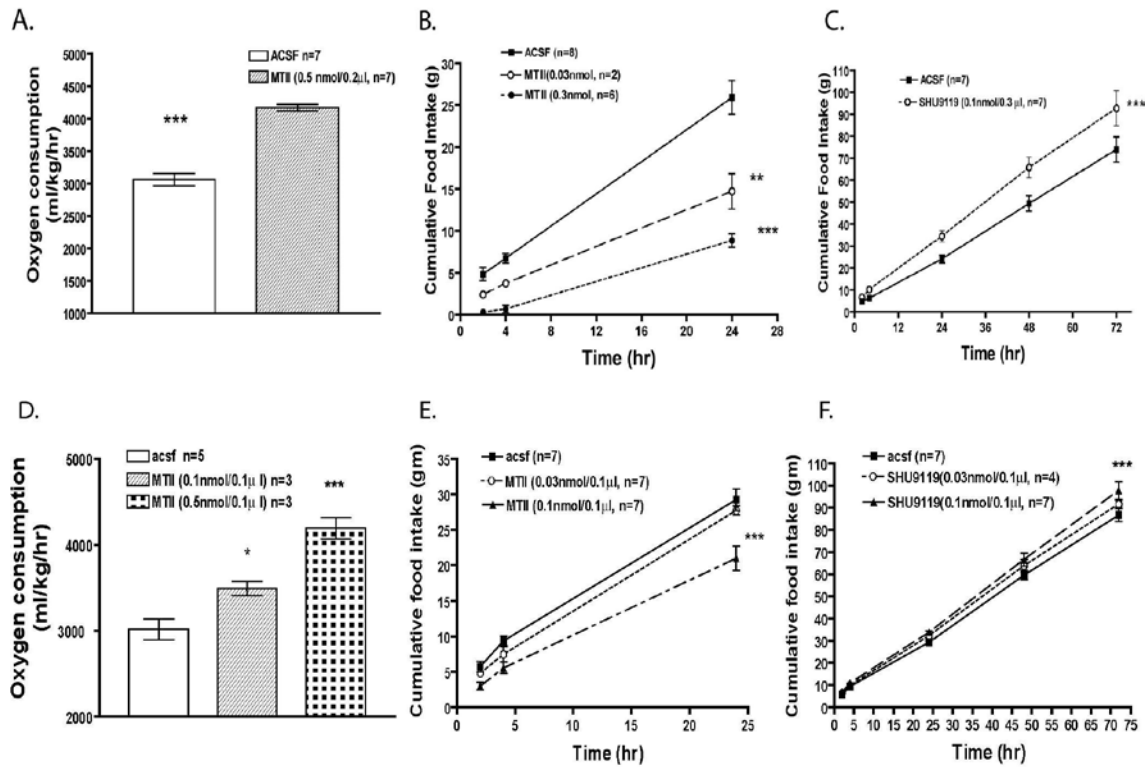 A.
ACSF n=7
MTII (0.5 nmol/0.2µl, n=7)
Oxygen consumption
(ml/kg/hr)
5000
4500
4000
3500
3000
2500
2000
1500
1000
***
B.
ACSF (n=8)
MTII(0.03nmol, n=2)
MTII (0.3nmol, n=6)
Cumulative Food Intake (g)
30
25
20
15
10
5
0
**
***
0 4 8 12 16 20 24 28
Time (hr)
C.
ACSF (n=7)
SHU9119 (0.1nmol/0.3 µl, n=7)
Cumulative Food Intake (g)
100
90
80
70
60
50
40
30
20
10
0
***
0 12 24 36 48 60 72
Time (hr)
D.
acsf n=5
MTII (0.1nmol/0.1µ l) n=3
MTII (0.5nmol/0.1µ l) n=3
Oxygen consumption
(ml/kg/hr)
5000
4000
3000
2000
*
***
E.
acsf (n=7)
MTII (0.03nmol/0.1µl, n=7)
MTII (0.1nmol/0.1µl, n=7)
Cumulative food intake (gm)
35
30
25
20
15
10
5
0
***
0 5 10 15 20 25
Time (hr)
F.
acsf (n=7)
SHU9119(0.03nmol/0.1µl, n=4)
SHU9119(0.1nmol/0.1µl, n=7)
Cumulative food intake (gm)
110
100
90
80
70
60
50
40
30
20
10
0
***
0 5 10 15 20 25 30 35 40 45 50 55 60 65 70 75
Time (hr)